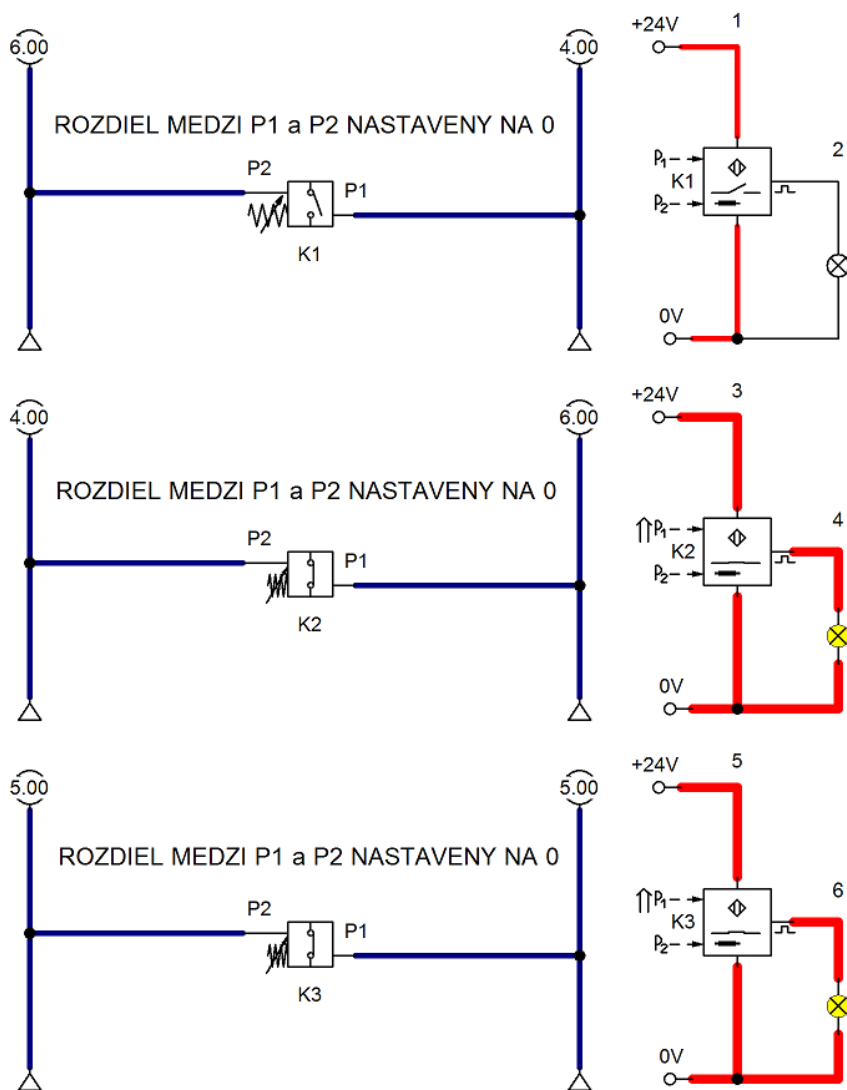 6.00
4.00
+24V
1
ROZDIEL MEDZI P1 a P2 NASTAVENY NA 0
P2
P1
K1
P1
K1
P2
2
0V
4.00
6.00
+24V
3
ROZDIEL MEDZI P1 a P2 NASTAVENY NA 0
P2
P1
K2
P1
K2
P2
4
0V
5.00
5.00
+24V
5
ROZDIEL MEDZI P1 a P2 NASTAVENY NA 0
P2
P1
K3
P1
K3
P2
6
0V